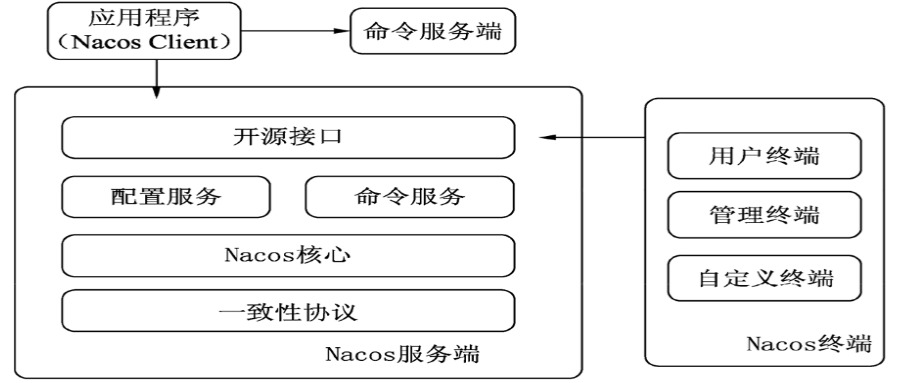 应用程序
（Nacos Client）
命令服务端
开源接口
配置服务
命令服务
Nacos核心
一致性协议
Nacos服务端
用户终端
管理终端
自定义终端
Nacos终端